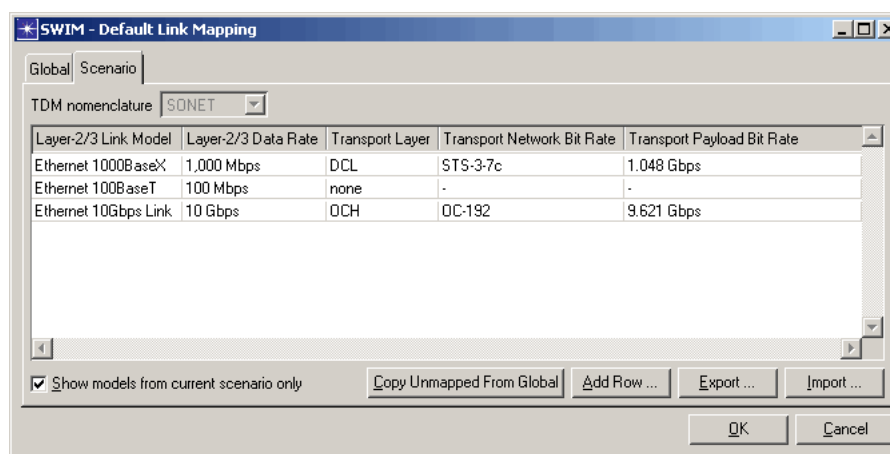 SWIM - Default Link Mapping
Global Scenario
TDM nomenclature SONET
Layer-2/3 Link Model Layer-2/3 Data Rate Transport Layer Transport Network Bit Rate Transport Payload Bit Rate
Ethernet 1000BaseX 1,000 Mbps DCL STS-3-7c 1.048 Gbps
Ethernet 100BaseT 100 Mbps none - -
Ethernet 10Gbps Link 10 Gbps OCH OC-192 9.621 Gbps
Show models from current scenario only Copy Unmapped From Global Add Row ... Export ... Import ...
OK Cancel